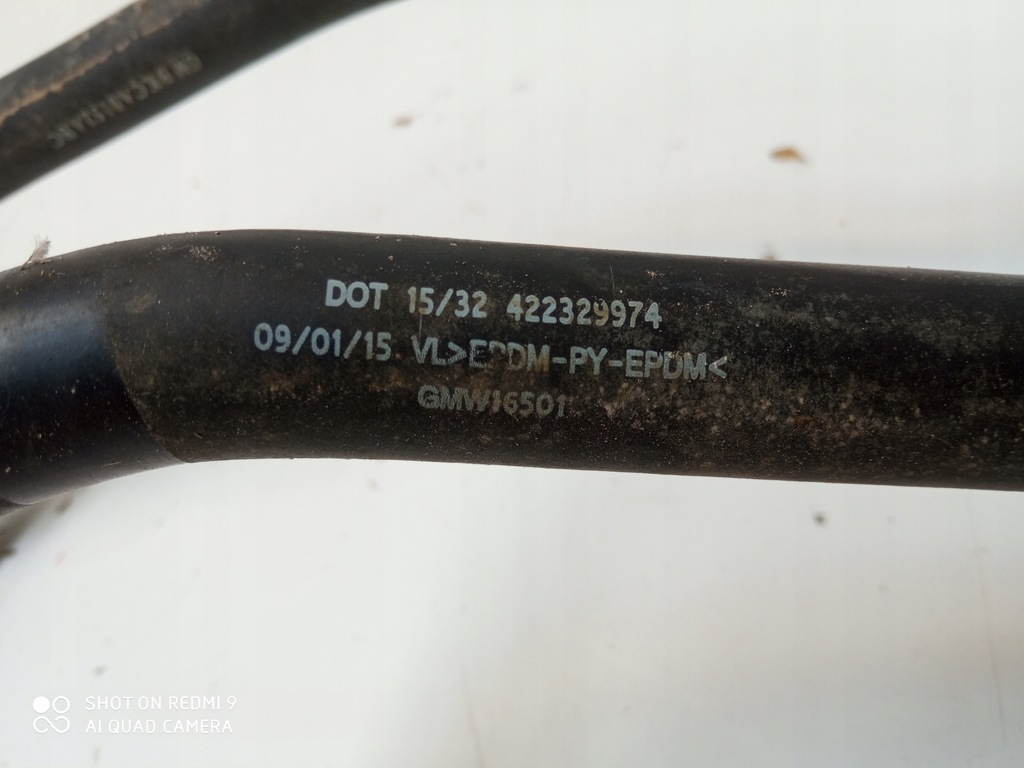 DOT 15/32 422329974
09/01/15 VL>EPDM-PY-EPDM<
GMW16501
SHOT ON REDMI 9
AI QUAD CAMERA